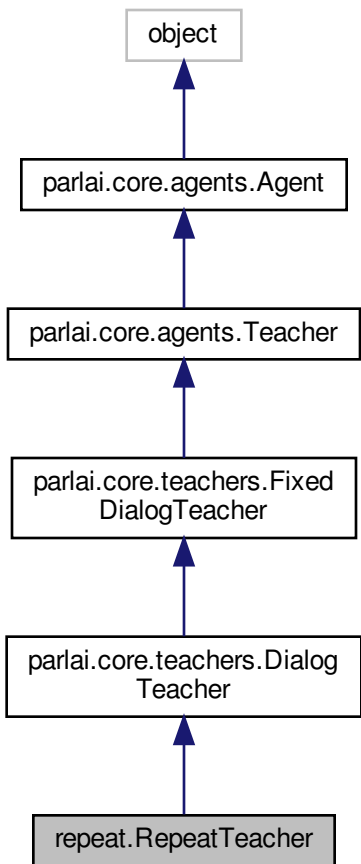 object
parlai.core.agents.Agent
parlai.core.agents.Teacher
parlai.core.teachers.Fixed
DialogTeacher
parlai.core.teachers.Dialog
Teacher
repeat.RepeatTeacher